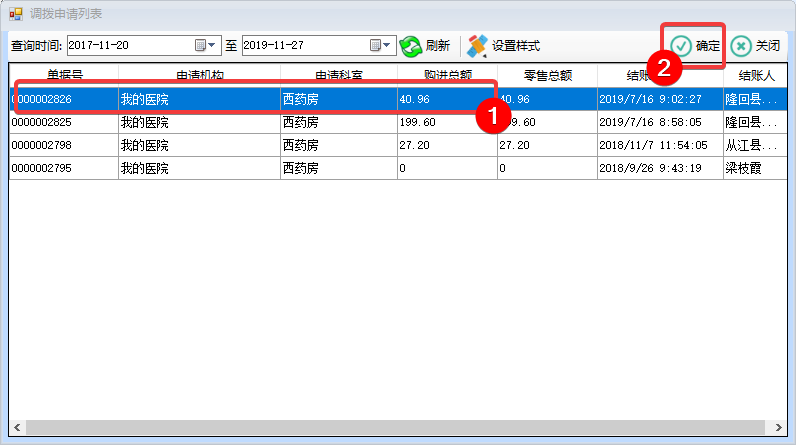 调拨申请列表
查询时间: 2017-11-20 至 2019-11-27 刷新 设置样式 确定 关闭
2
单据号 申请机构 申请科室 购进总额 零售总额 结账 结账人
0000002826 我的医院 西药房 40.96 40.96 2019/7/16 9:02:27 隆回县...
1
0000002825 我的医院 西药房 199.60 9.60 2019/7/16 8:58:05 隆回县...
0000002798 我的医院 西药房 27.20 27.20 2018/11/7 11:54:05 从江县...
0000002795 我的医院 西药房 0 0 2018/9/26 9:43:19 梁枝霞